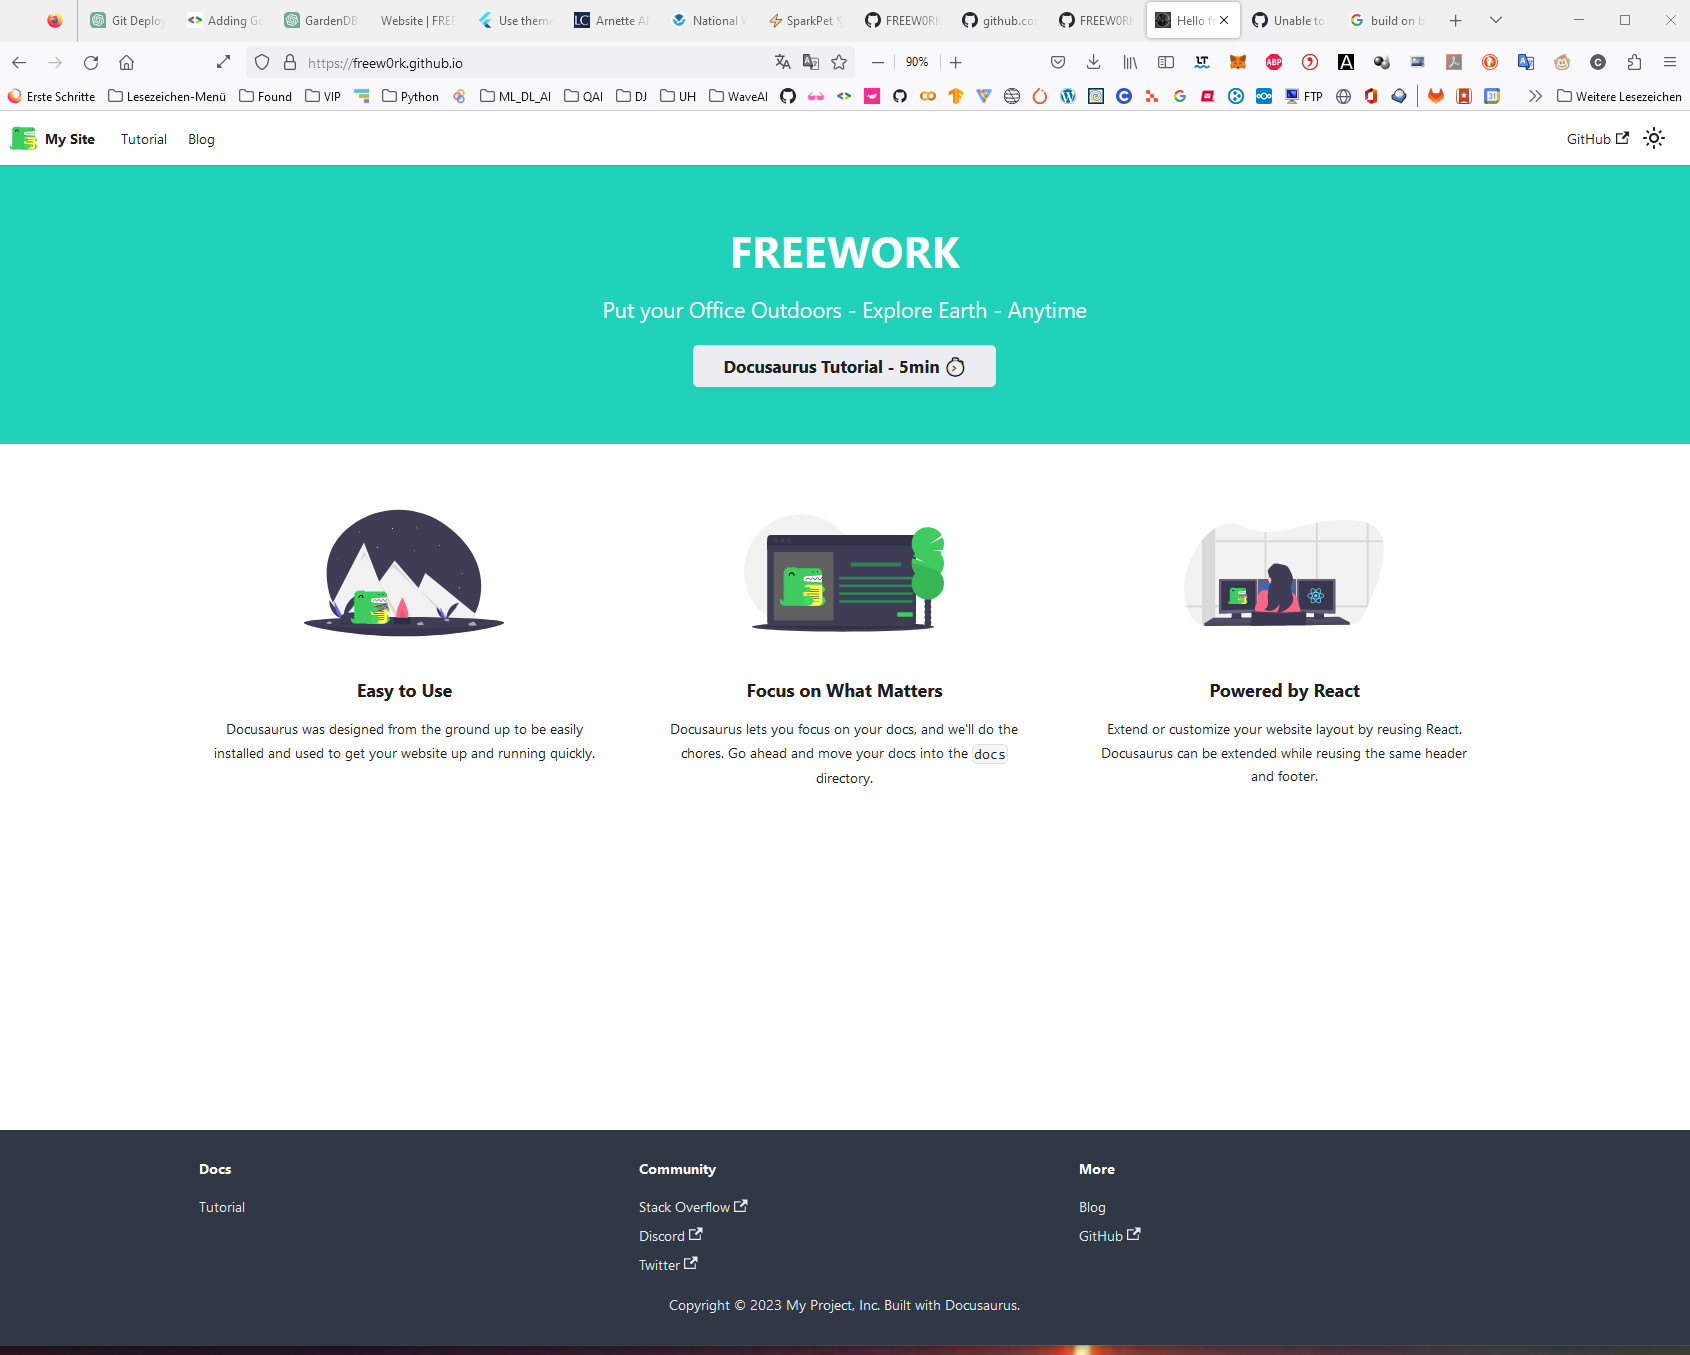 Git Deploy
Adding Go
GardenDB
Website | FREE
Use theme
Arnette
National
SparkPet
FREEW0RK
github.co
FREEW0RK
Hello fr
Unable to
build on b
https://freew0rk.github.io
90%
Erste Schritte
Lesezeichen-Menü
Found
VIP
Python
ML_DL_AI
QAI
DJ
UH
WaveAI
FTP
Weitere Lesezeichen
My Site
Tutorial
Blog
GitHub
FREEWORK
Put your Office Outdoors - Explore Earth - Anytime
Docusaurus Tutorial - 5min
Easy to Use
Docusaurus was designed from the ground up to be easily
installed and used to get your website up and running quickly.
Focus on What Matters
Docusaurus lets you focus on your docs, and we'll do the
chores. Go ahead and move your docs into the docs
directory.
Powered by React
Extend or customize your website layout by reusing React.
Docusaurus can be extended while reusing the same header
and footer.
Docs
Tutorial
Community
Stack Overflow
Discord
Twitter
More
Blog
GitHub
Copyright © 2023 My Project, Inc. Built with Docusaurus.